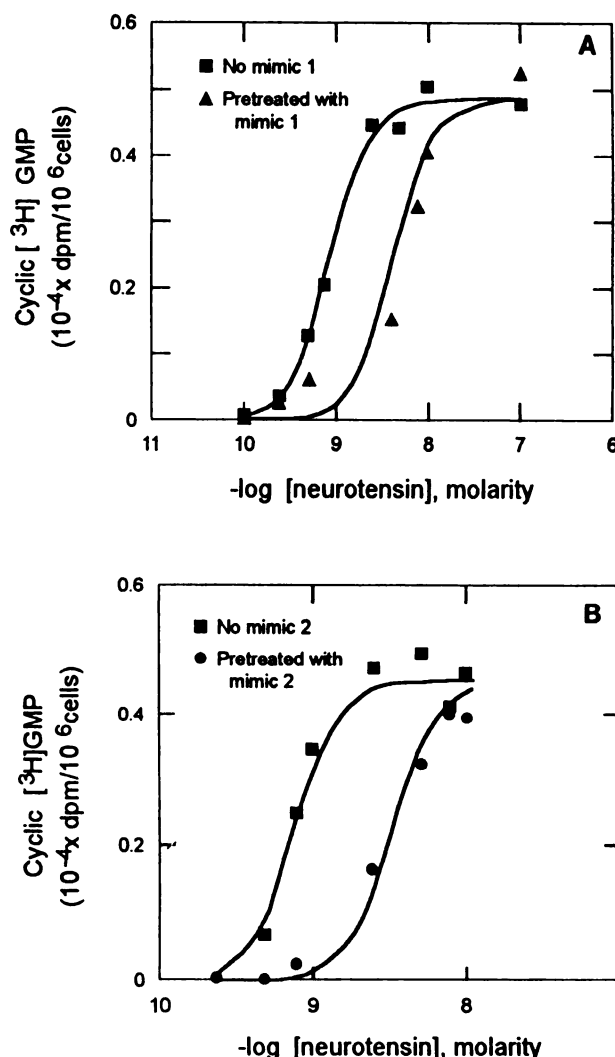 A
0.6
■ No mimic 1
▲ Pretreated with
mimic 1
0.4
0.2
0
Cyclic [ ³H] GMP
(10⁻⁴x dpm/10 ⁶cells)
11 10 9 8 7 6
-log [neurotensin], molarity
B
0.6
■ No mimic 2
● Pretreated with
mimic 2
0.4
0.2
0
Cyclic [³H]GMP
(10⁻⁴x dpm/10 ⁶cells)
10 9 8
-log [neurotensin], molarity